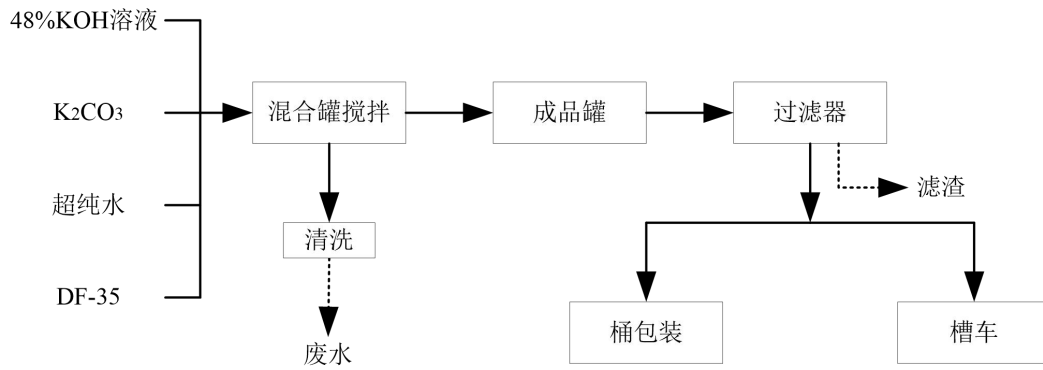 48%KOH溶液
K2CO3
超纯水
DF-35
混合罐搅拌
成品罐
过滤器
滤渣
清洗
废水
桶包装
槽车